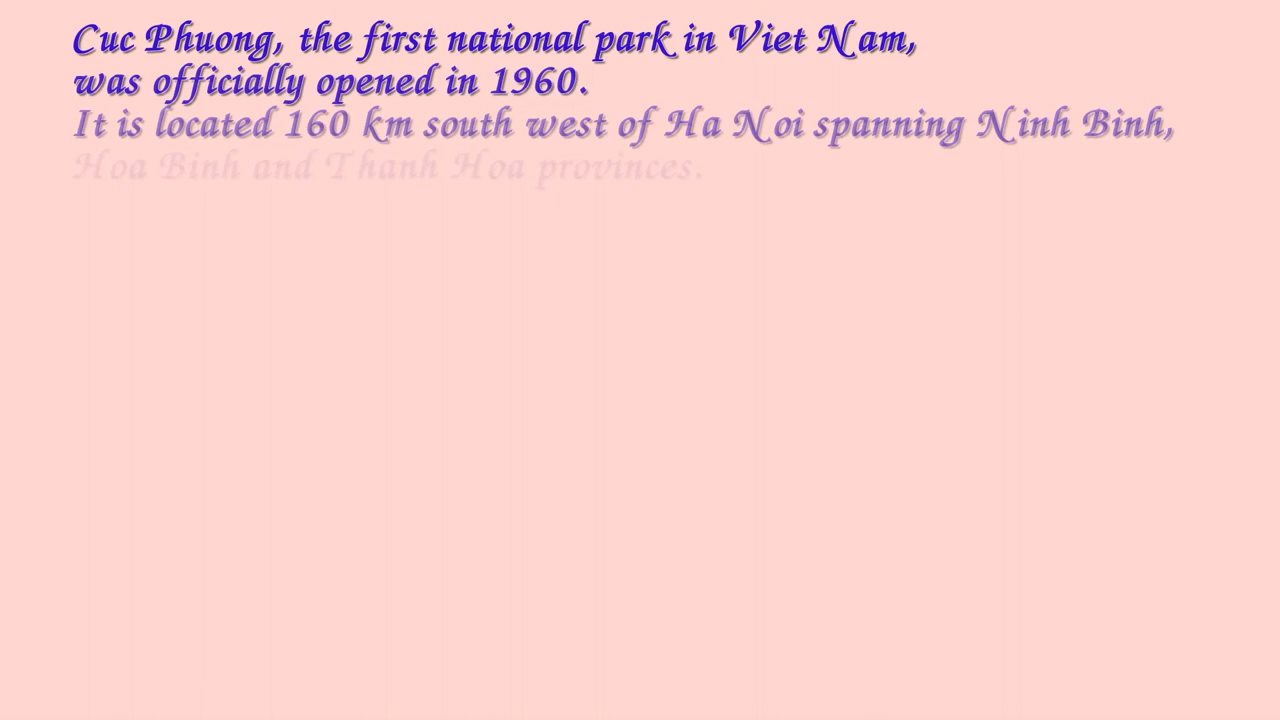 Cuc Phuong, the first national park in Viet Nam,
was officially opened in 1960.
It is located 160 km south west of Ha Noi spanning Ninh Binh,
Hoa Binh and Thanh Hoa provinces.